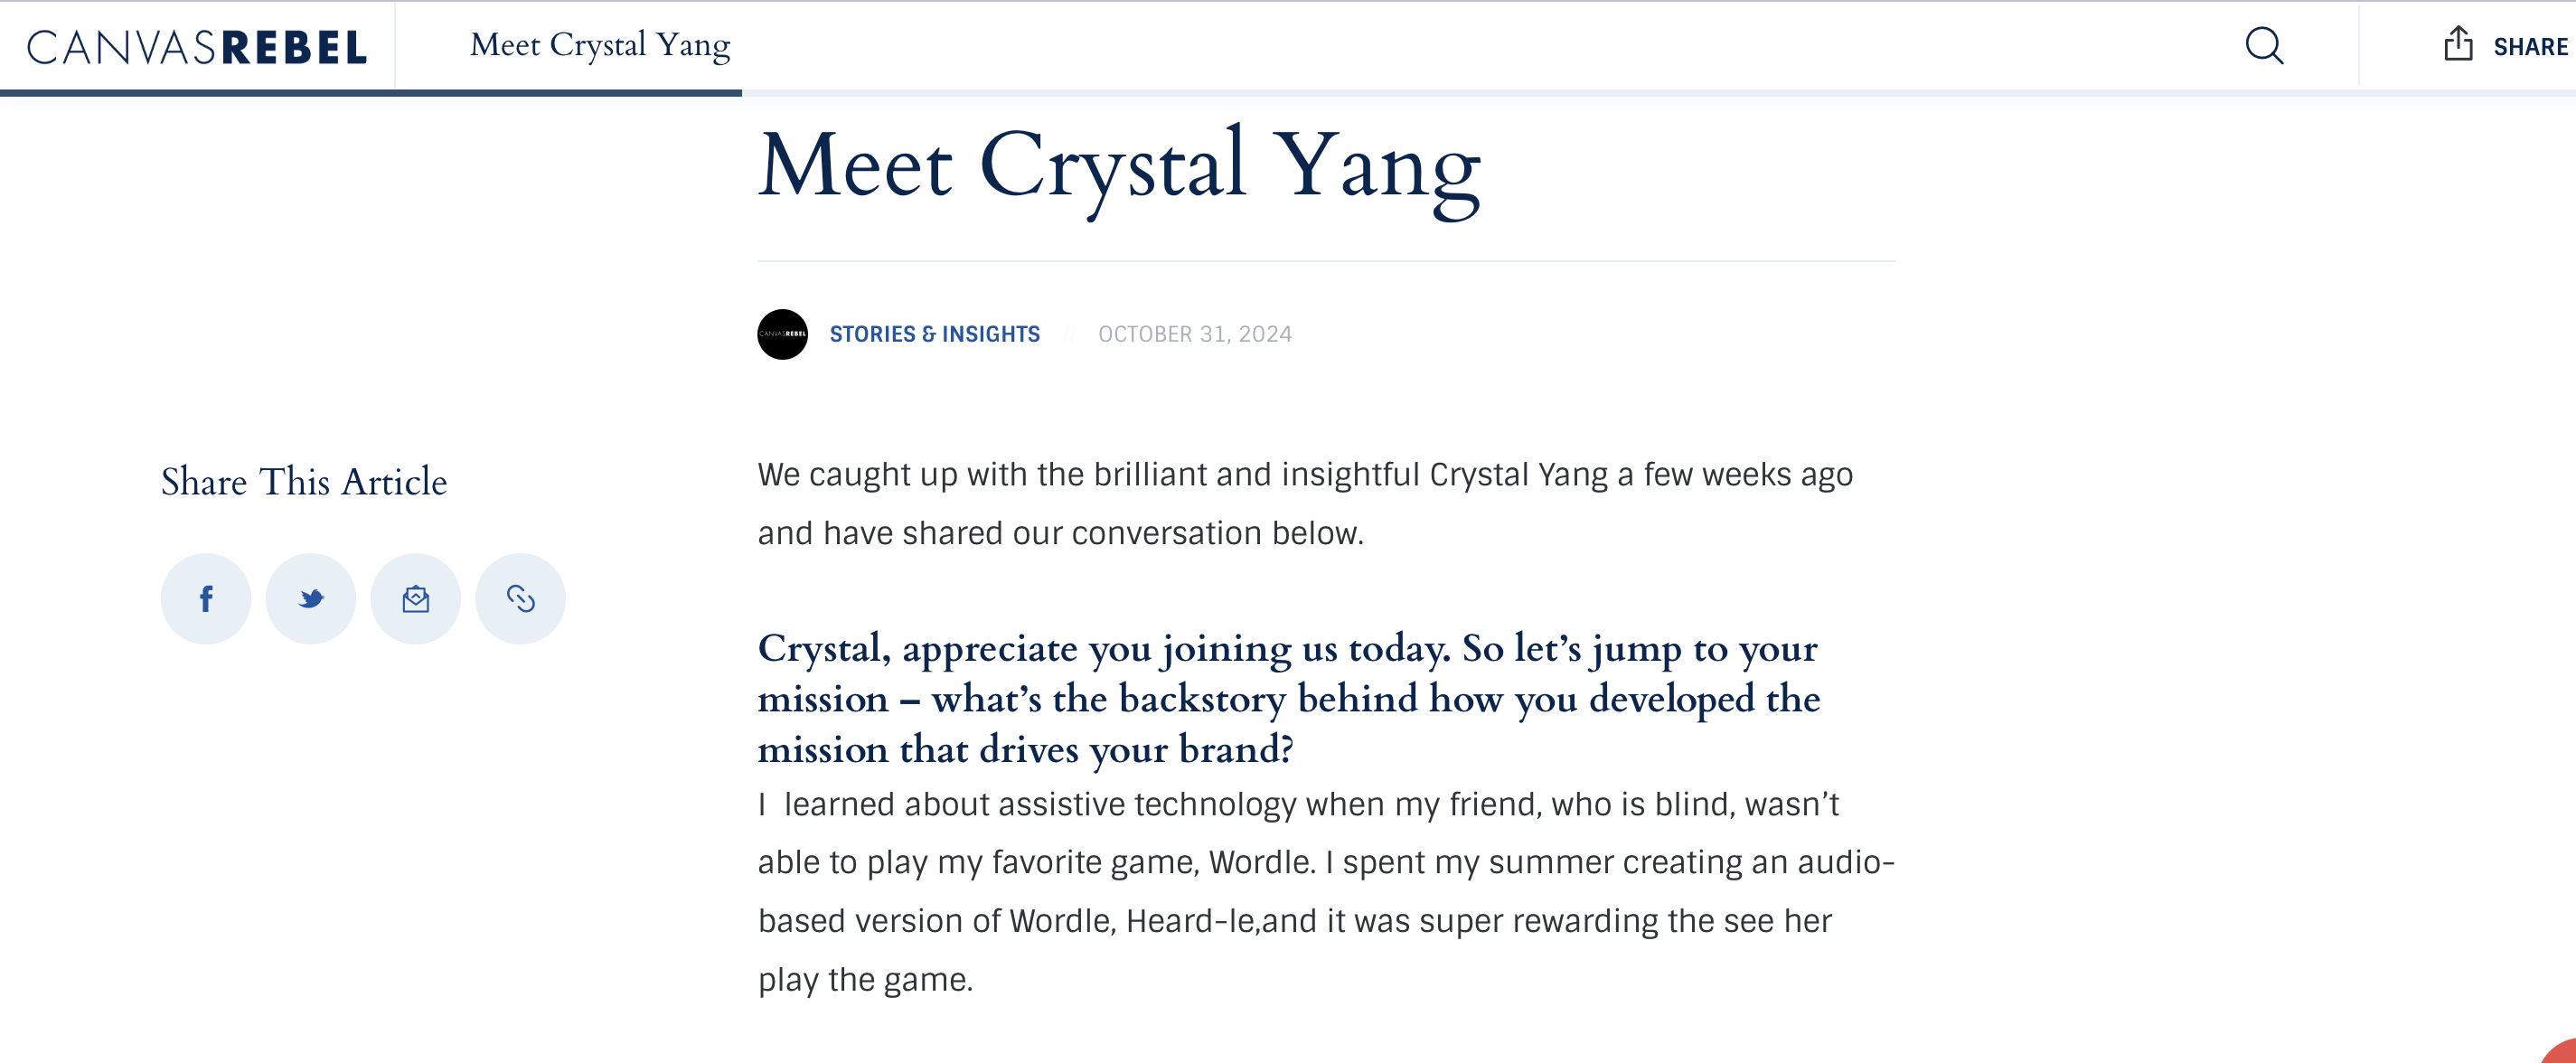 CANVASREBEL
Meet Crystal Yang
SHARE
Meet Crystal Yang
CANVASREBEL
STORIES & INSIGHTS // OCTOBER 31, 2024
Share This Article
We caught up with the brilliant and insightful Crystal Yang a few weeks ago
and have shared our conversation below.
Crystal, appreciate you joining us today. So let’s jump to your
mission – what’s the backstory behind how you developed the
mission that drives your brand?
I  learned about assistive technology when my friend, who is blind, wasn’t
able to play my favorite game, Wordle. I spent my summer creating an audio-
based version of Wordle, Heard-le,and it was super rewarding the see her
play the game.